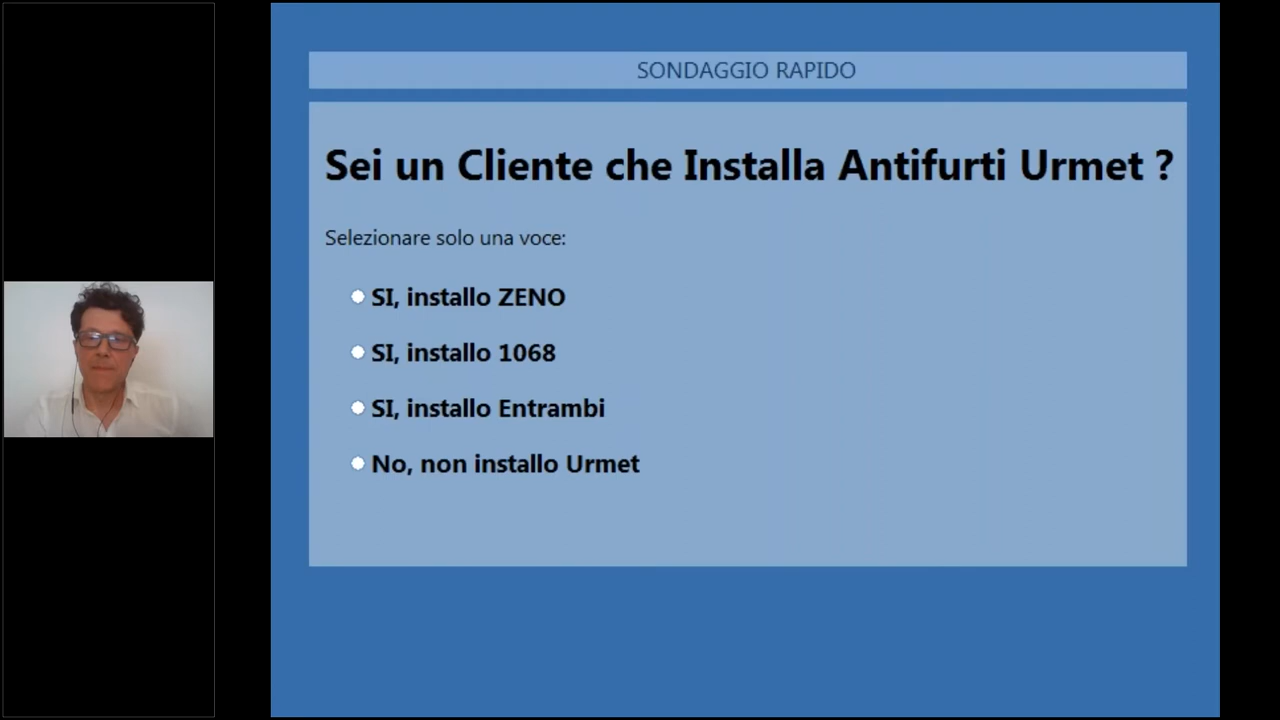 SONDAGGIO RAPIDO
Sei un Cliente che Installa Antifurti Urmet ?
Selezionare solo una voce:
SI, installo ZENO
SI, installo 1068
SI, installo Entrambi
No, non installo Urmet